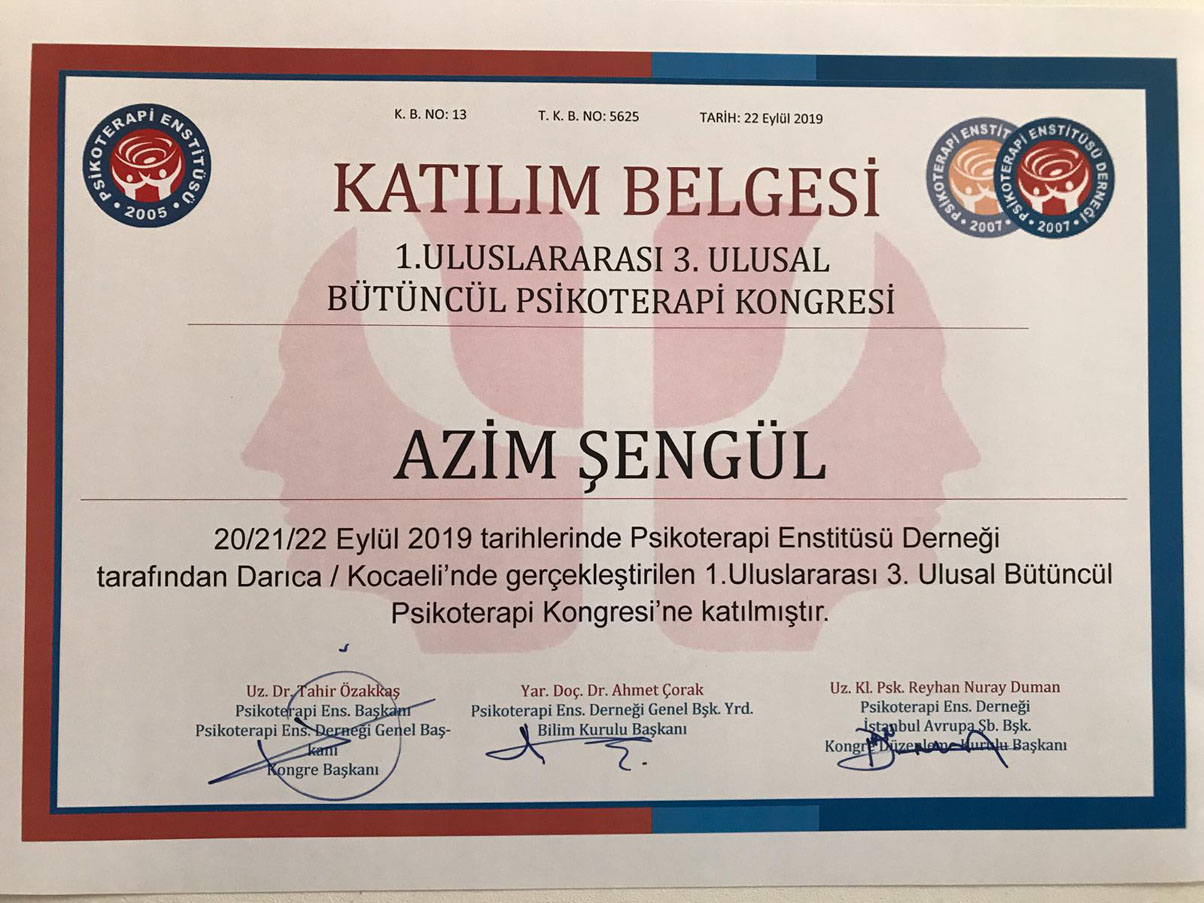 K. B. NO: 13 T. K. B. NO: 5625 TARİH: 22 Eylül 2019
PSİKOTERAPİ ENSTİTÜSÜ
2005
PSİKOTERAPİ ENSTİT
2007
PSİKOTERAPİ ENSTİTÜSÜ DERNEĞİ
2007
KATILIM BELGESİ
1.ULUSLARARASI 3. ULUSAL
BÜTÜNCÜL PSİKOTERAPİ KONGRESİ
AZİM ŞENGÜL
20/21/22 Eylül 2019 tarihlerinde Psikoterapi Enstitüsü Derneği
tarafından Darıca / Kocaeli’nde gerçekleştirilen 1.Uluslararası 3. Ulusal Bütüncül
Psikoterapi Kongresi’ne katılmıştır.
Uz. Dr. Tahir Özakkaş
Psikoterapi Ens. Başkanı
Psikoterapi Ens. Derneği Genel Baş-
kanı
Kongre Başkanı
Yar. Doç. Dr. Ahmet Çorak
Psikoterapi Ens. Derneği Genel Bşk. Yrd.
Bilim Kurulu Başkanı
Uz. Kl. Psk. Reyhan Nuray Duman
Psikoterapi Ens. Derneği
İstanbul Avrupa Şb. Bşk.
Kongre Düzenleme Kurulu Başkanı